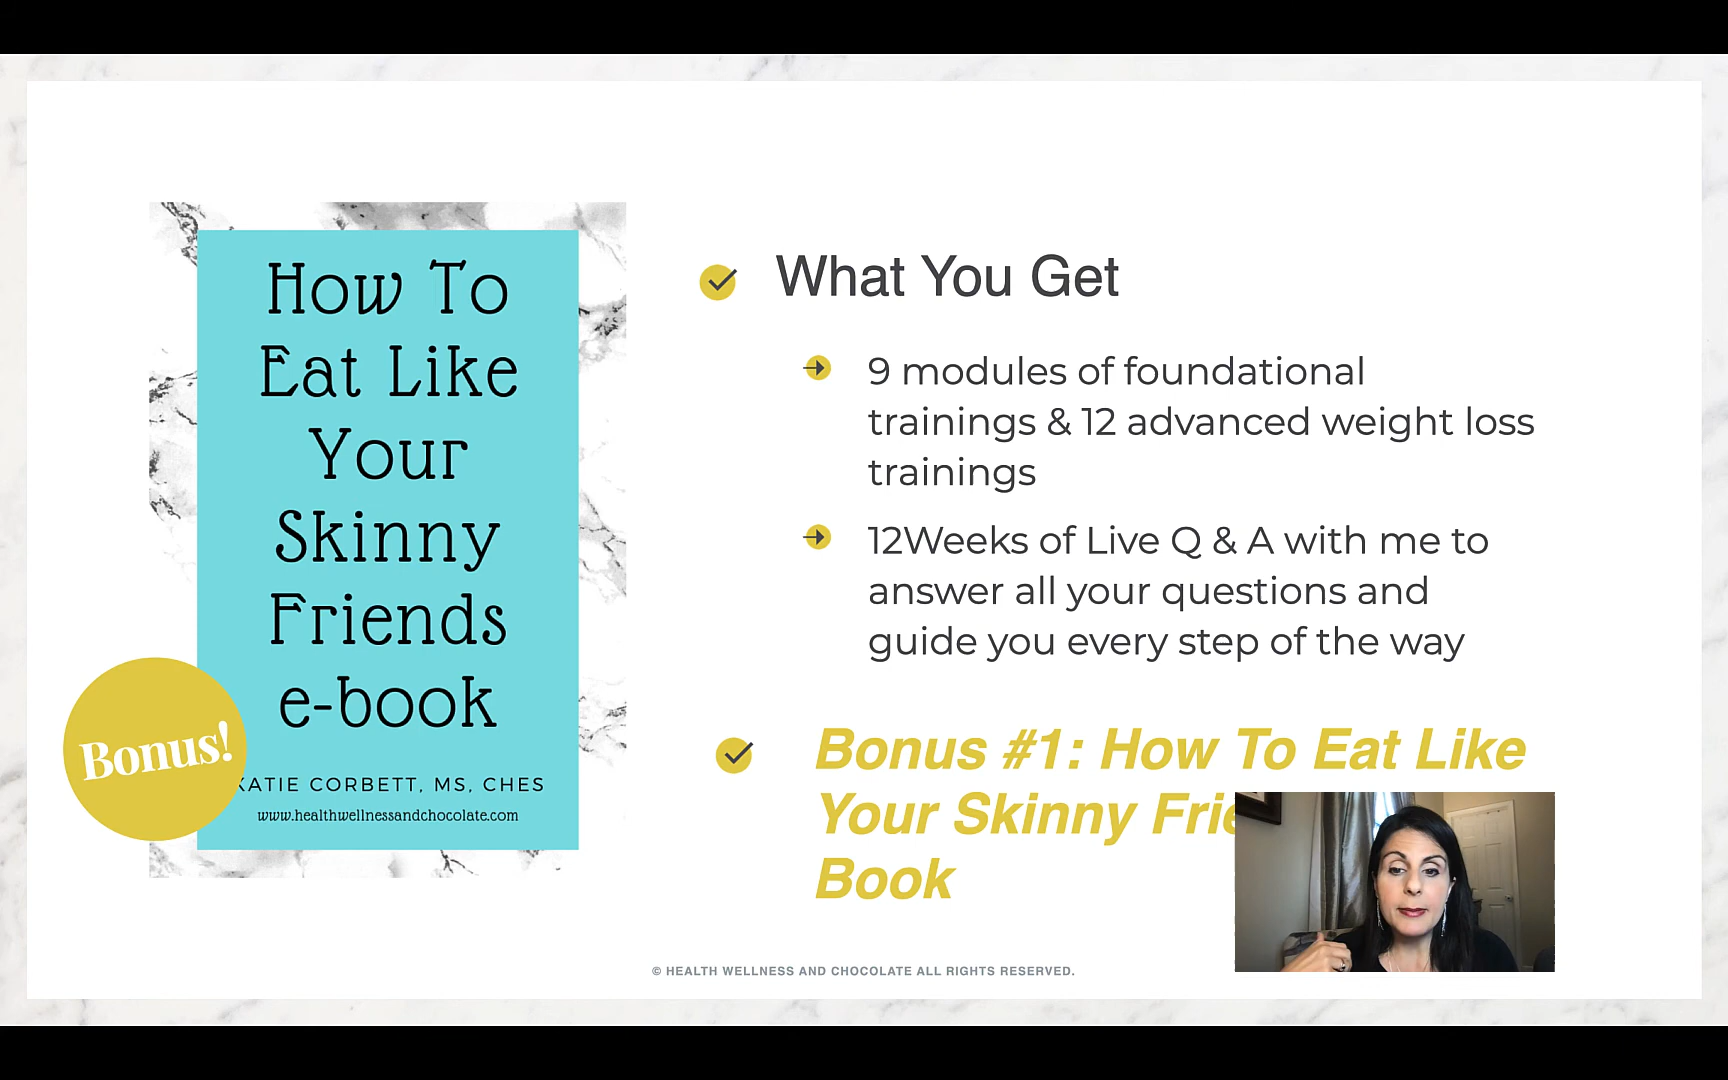 How To
Eat Like
Your
Skinny
Friends
e-book
KATIE CORBETT, MS, CHES
www.healthwellnessandchocolate.com
Bonus!
What You Get
9 modules of foundational
trainings & 12 advanced weight loss
trainings
12Weeks of Live Q & A with me to
answer all your questions and
guide you every step of the way
Bonus #1: How To Eat Like
Your Skinny
Book
© HEALTH WELLNESS AND CHOCOLATE ALL RIGHTS RESERVED.